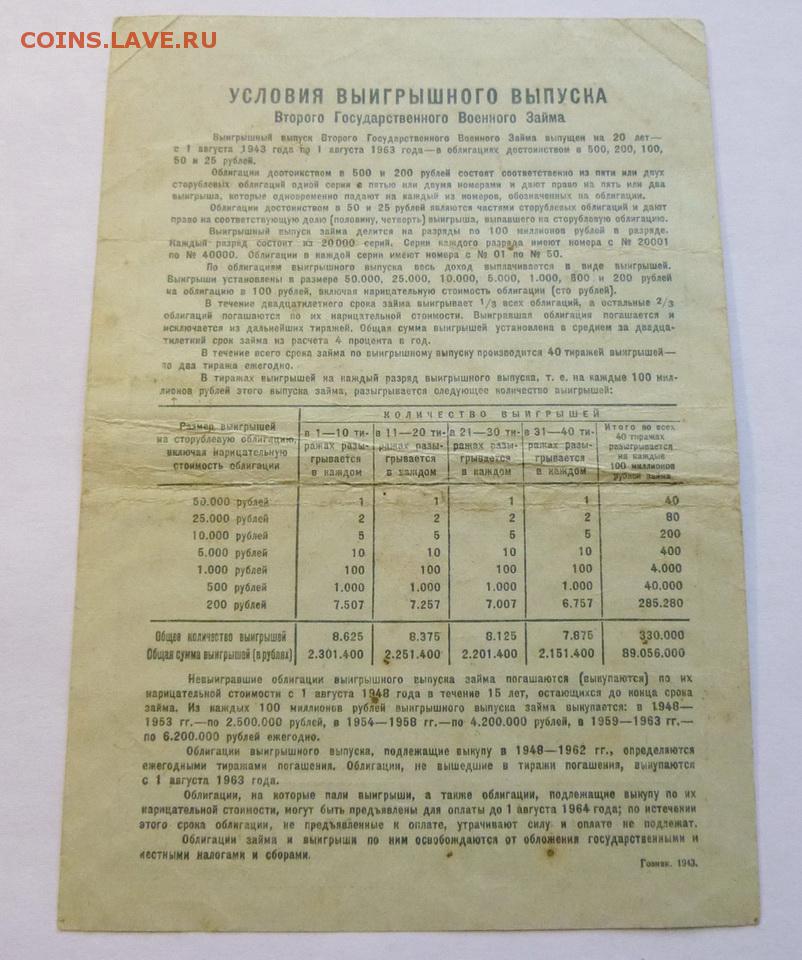 COINS.LAVE.RU
УСЛОВИЯ ВЫИГРЫШНОГО ВЫПУСКА
Второго Государственного Военного Займа
Выигрышный выпуск Второго Государственного Военного Займа выпущен на 20 лет—
с 1 августа 1943 года по 1 августа 1963 года—в облигациях достоинством в 500, 200, 100,
50 и 25 рублей.
Облигации достоинством в 500 и 200 рублей состоят соответственно из пяти или двух
сторублевых облигаций одной серии с пятью или двумя номерами и дают право на пять или два
выигрыша, которые одновременно падают на каждый из номеров, обозначенных на облигации.
Облигации достоинством в 50 и 25 рублей являются частями сторублевых облигаций и дают
право на соответствующую долю (половину, четверть) выигрыша, выпавшего на сторублевую облигацию.
Выигрышный выпуск займа делится на разряды по 100 миллионов рублей в разряде.
Каждый разряд состоит из 20000 серий. Серии каждого разряда имеют номера с № 20001
по № 40000. Облигации в каждой серии имеют номера с № 01 по № 50.
По облигациям выигрышного выпуска весь доход выплачивается в виде выигрышей.
Выигрыши установлены в размере 50.000, 25.000, 10.000, 5.000, 1.000, 500 и 200 рублей
на облигацию в 100 рублей, включая нарицательную стоимость облигации (сто рублей).
В течение двадцатилетнего срока займа выигрывает 1/3 всех облигаций, а остальные 2/3
облигаций погашаются по их нарицательной стоимости. Выигравшая облигация погашается и
исключается из дальнейших тиражей. Общая сумма выигрышей установлена в среднем за двадца-
тилетий срок займа из расчета 4 процента в год.
В течение всего срока займа по выигрышному выпуску производится 40 тиражей выигрышей—
по два тиража ежегодно.
В тиражах выигрышей на каждый разряд выигрышного выпуска, т. е. на каждые 100 мил-
лионов рублей этого выпуска займа, разыгрывается следующее количество выигрышей:
Размер выигрышей
на сторублевую облигацию,
включая нарицательную
стоимость облигации
КОЛИЧЕСТВО ВЫИГРЫШЕЙ
в 1—10 ти-
ражах разы-
грывается
в каждом
в 11—20 ти-
ражах разы-
грывается
в каждом
в 21—30 ти-
ражах разы-
грывается
в каждом
в 31—40 ти-
ражах разы-
грывается
в каждом
Итого во всех
40 тиражах
разыгрывается
на каждые
100 миллионов
рублей займа
50.000 рублей 1 1 1 1 40
25.000 рублей 2 2 2 2 80
10.000 рублей 5 5 5 5 200
5.000 рублей 10 10 10 10 400
1.000 рублей 100 100 100 100 4.000
500 рублей 1.000 1.000 1.000 1.000 40.000
200 рублей 7.507 7.257 7.007 6.757 285.280
Общее количество выигрышей 8.625 8.375 8.125 7.875 330.000
Общая сумма выигрышей (в рублях) 2.301.400 2.251.400 2.201.400 2.151.400 89.056.000
Невыигравшие облигации выигрышного выпуска займа погашаются (выкупаются) по их
нарицательной стоимости с 1 августа 1948 года в течение 15 лет, остающихся до конца срока
займа. Из каждых 100 миллионов рублей выигрышного выпуска займа выкупается: в 1948—
1953 гг.—по 2.500.000 рублей, в 1954—1958 гг.—по 4.200.000 рублей, в 1959—1963 гг.—
по 6.200.000 рублей ежегодно.
Облигации выигрышного выпуска, подлежащие выкупу в 1948—1962 гг., определяются
ежегодными тиражами погашения. Облигации, не вышедшие в тиражи погашения, выкупаются
с 1 августа 1963 года.
Облигации, на которые пали выигрыши, а также облигации, подлежащие выкупу по их
нарицательной стоимости, могут быть предъявлены для оплаты до 1 августа 1964 года; по истечении
этого срока облигации, не предъявленные к оплате, утрачивают силу и оплате не подлежат.
Облигации займа и выигрыши по ним освобождаются от обложения государственными и
местными налогами и сборами.
Гознак. 1943.